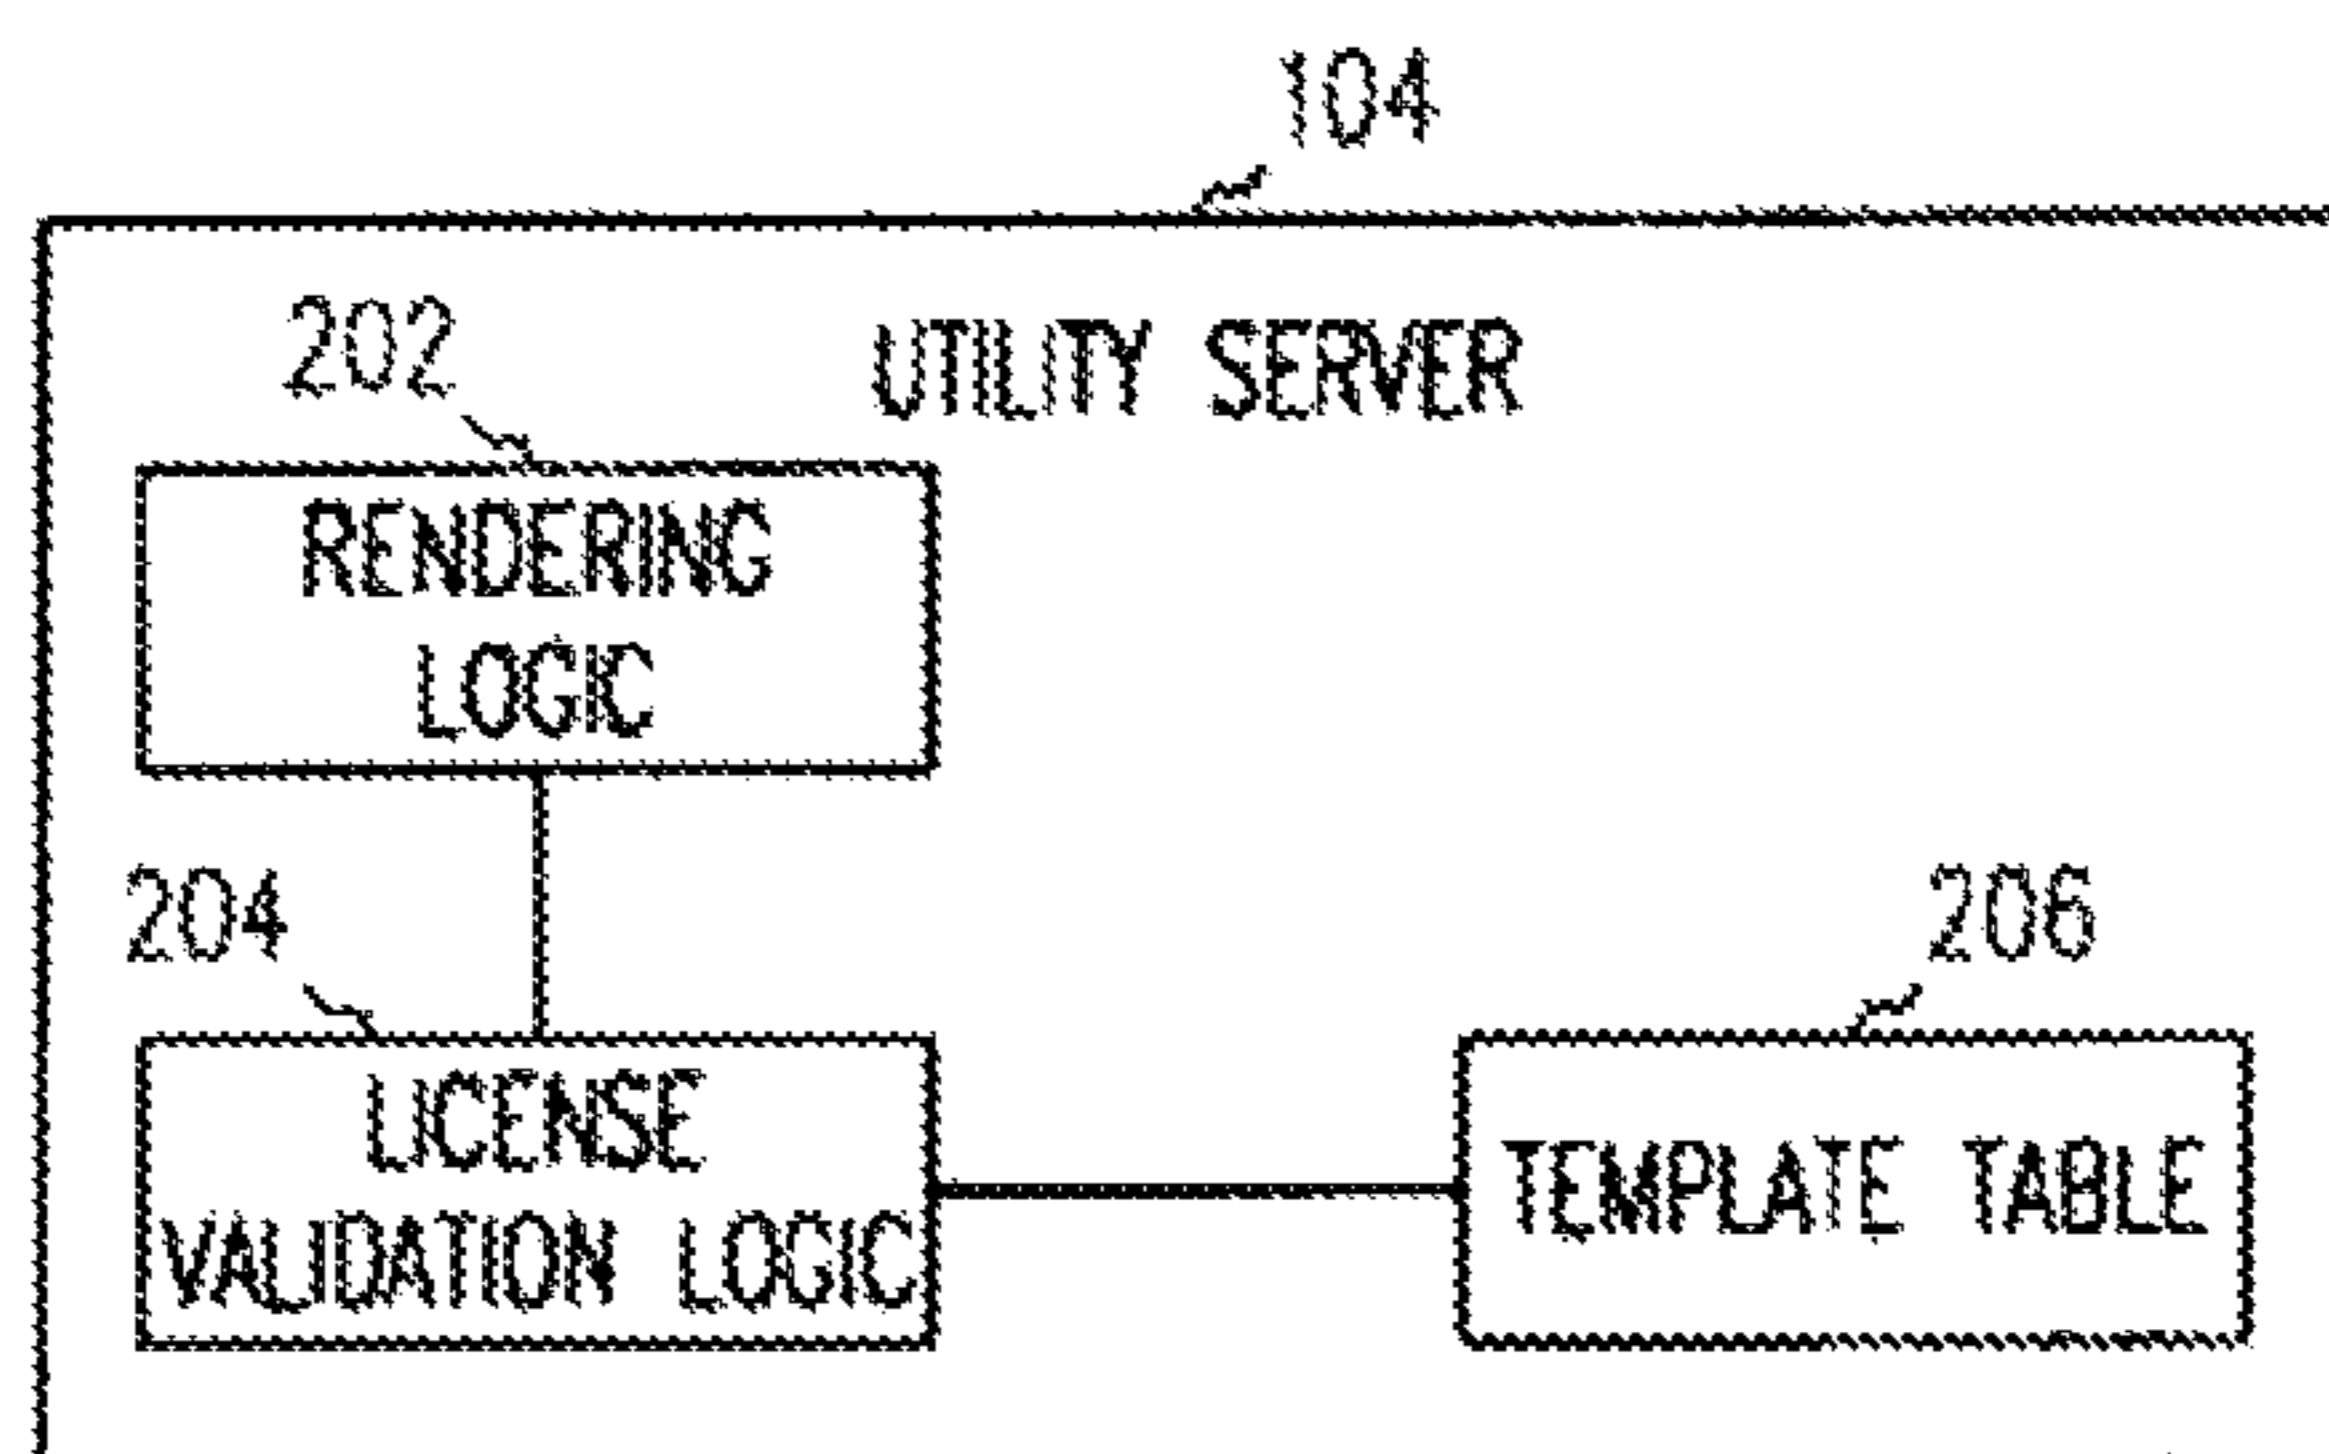 104
202
UTILITY SERVER
RENDERING
LOGIC
204
206
LICENSE
VALIDATION LOGIC
TEMPLATE TABLE